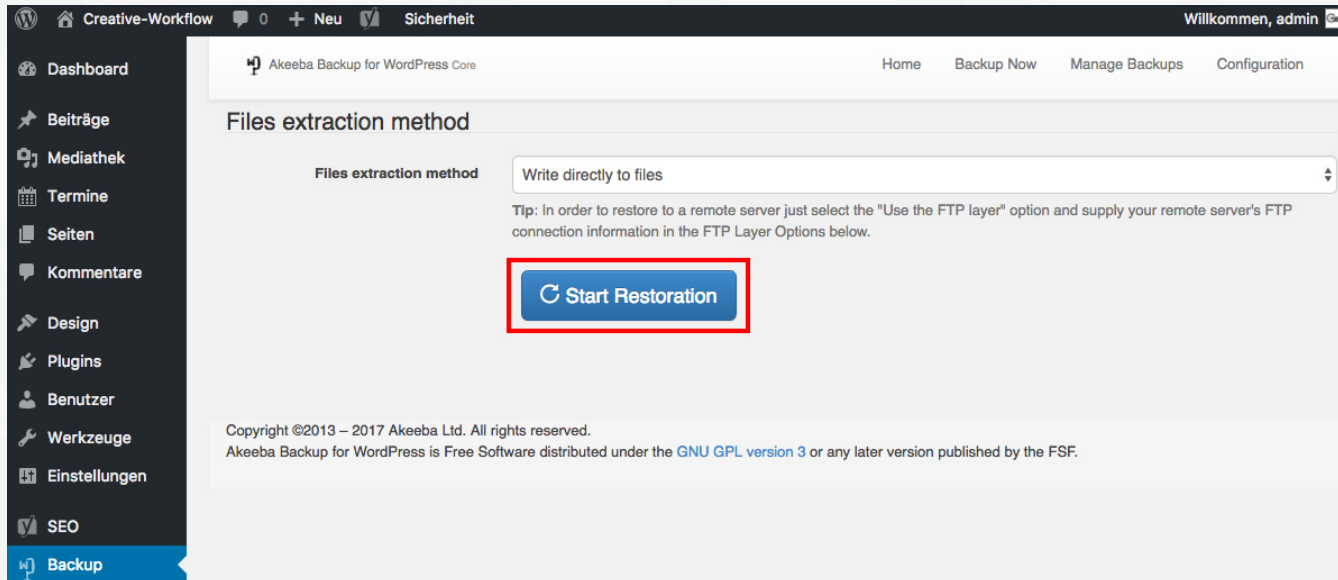 Creative-Workflow 0 Neu Sicherheit Willkommen, admin
Dashboard
Beiträge
Mediathek
Termine
Seiten
Kommentare
Design
Plugins
Benutzer
Werkzeuge
Einstellungen
SEO
Backup
Akeeba Backup for WordPress Core Home Backup Now Manage Backups Configuration
Files extraction method
Files extraction method Write directly to files
Tip: In order to restore to a remote server just select the "Use the FTP layer" option and supply your remote server's FTP
connection information in the FTP Layer Options below.
Start Restoration
Copyright ©2013 – 2017 Akeeba Ltd. All rights reserved.
Akeeba Backup for WordPress is Free Software distributed under the GNU GPL version 3 or any later version published by the FSF.